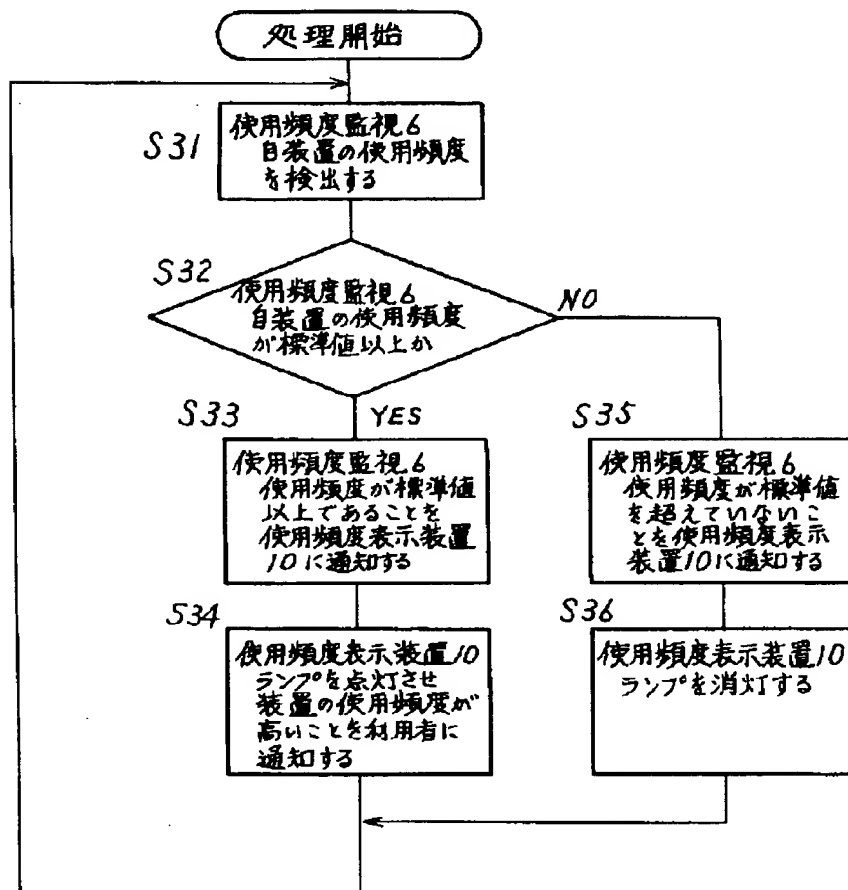 処理開始
S31
使用頻度監視6
自装置の使用頻度
を検出する
S32
使用頻度監視6
自装置の使用頻度
が標準値以上か
NO
YES
S33
使用頻度監視6
使用頻度が標準値
以上であることを
使用頻度表示装置
10に通知する
S35
使用頻度監視6
使用頻度が標準値
を超えていないこ
とを使用頻度表示
装置10に通知する
S34
使用頻度表示装置10
ランプを点灯させ
装置の使用頻度が
高いことを利用者に
通知する
S36
使用頻度表示装置10
ランプを消灯する